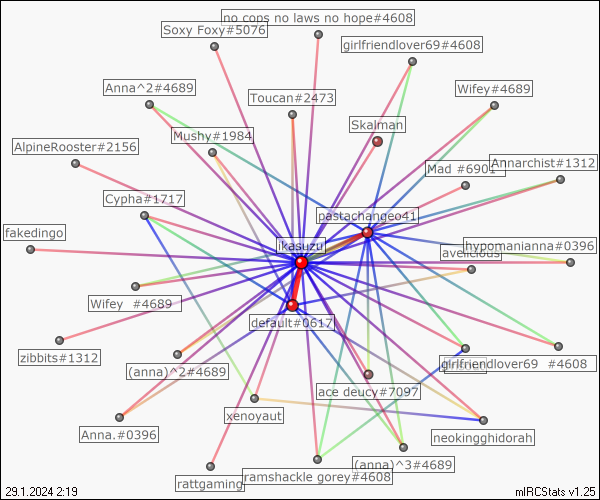 no cops no laws no hope#4608
Soxy Foxy#5076
girlfriendlover69#4608
Anna^2#4689
Wifey#4689
Toucan#2473
Skalman
Mushy#1984
AlpineRooster#2156
Mad #6901
Annarchist#1312
Cypha#1717
pastachangeo41
fakedingo
ikasuzu
hypomanianna#0396
avelicious
Wifey  #4689
default#0617
zibbits#1312
(anna)^2#4689
girlfriendlover69  #4608
ace deucy#7097
xenoyaut
Anna.#0396
neokingghidorah
(anna)^3#4689
ramshackle gorey#4608
rattgaming
29.1.2024 2:19
mIRCStats v1.25